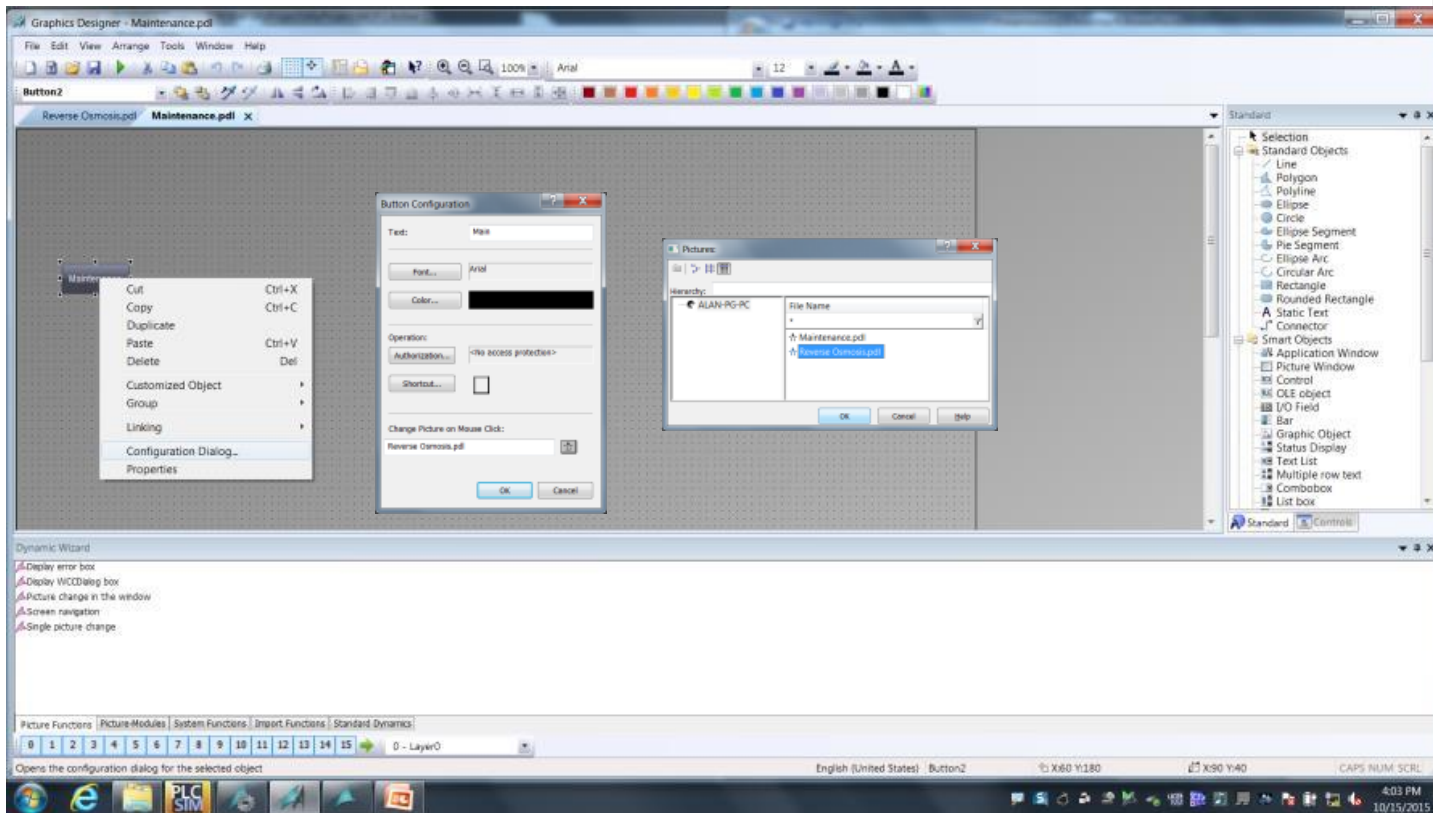 Graphics Designer - Maintenance.pdl
File Edit View Arrange Tools Window Help
100% Arial 12
Button2
Reverse Osmosis.pdl Maintenance.pdl X
Maintenance
Cut Ctrl+X
Copy Ctrl+C
Duplicate
Paste Ctrl+V
Delete Del
Customized Object
Group
Linking
Configuration Dialog...
Properties
Button Configuration
Text: Main
Font... Arial
Color...
Operation:
Authorization... <No access protection>
Shortcut...
Change Picture on Mouse Click:
Reverse Osmosis.pdl
OK Cancel
Pictures:
Hierarchy:
ALAN-PG-PC
File Name
*
Maintenance.pdl
Reverse Osmosis.pdl
OK Cancel Help
Standard
Selection
Standard Objects
Line
Polygon
Polyline
Ellipse
Circle
Ellipse Segment
Pie Segment
Ellipse Arc
Circular Arc
Rectangle
Rounded Rectangle
Static Text
Connector
Smart Objects
Application Window
Picture Window
Control
OLE object
I/O Field
Bar
Graphic Object
Status Display
Text List
Multiple row text
Combobox
List box
Standard Controls
Dynamic Wizard
Display error box
Display WCCDialog box
Picture change in the window
Screen navigation
Single picture change
Picture Functions Picture-Modules System Functions Import Functions Standard Dynamics
0 1 2 3 4 5 6 7 8 9 10 11 12 13 14 15 0 - Layer0
Opens the configuration dialog for the selected object English (United States) Button2 X:60 Y:180 X:90 Y:40 CAPS NUM SCRL
PLC SIM
4:03 PM
10/15/2015